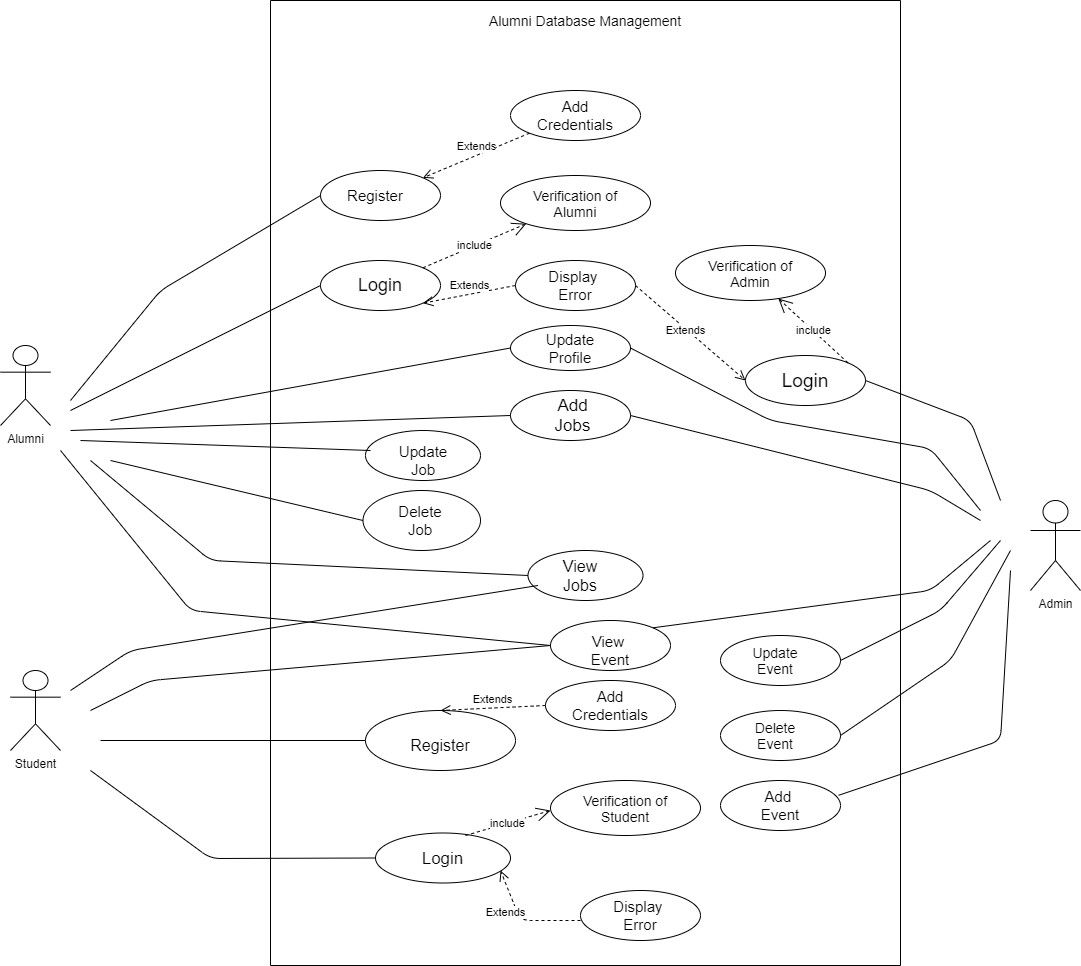 Alumni Database Management
Add
Credentials
Extends
Register
Verification of
Alumni
include
Login
Extends
Display
Error
Verification of
Admin
Extends
include
Update
Profile
Login
Add
Jobs
Alumni
Update
Job
Delete
Job
View
Jobs
Admin
View
Event
Update
Event
Extends
Add
Credentials
Register
Delete
Event
Student
Add
Event
Verification of
Student
include
Login
Extends
Display
Error